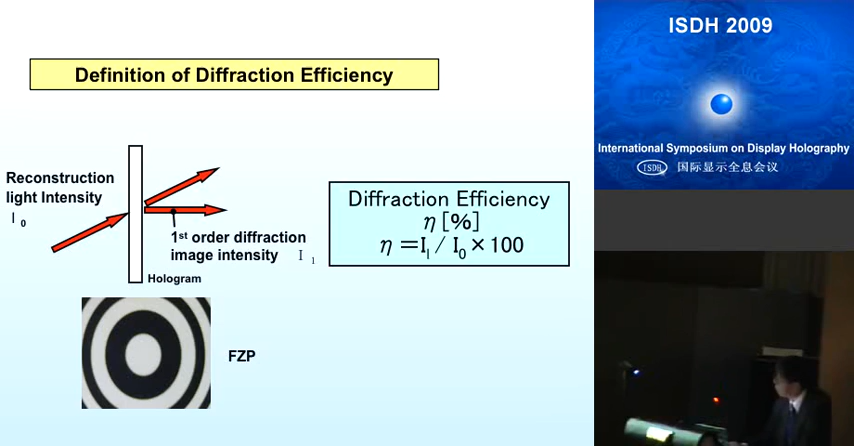 Definition of Diffraction Efficiency
Reconstruction
light Intensity
I 0
1st order diffraction
image intensity I 1
Hologram
FZP
Diffraction Efficiency
η [%]
η = I1 / I0 × 100
ISDH 2009
International Symposium on Display Holography
ISDH 国际显示全息会议